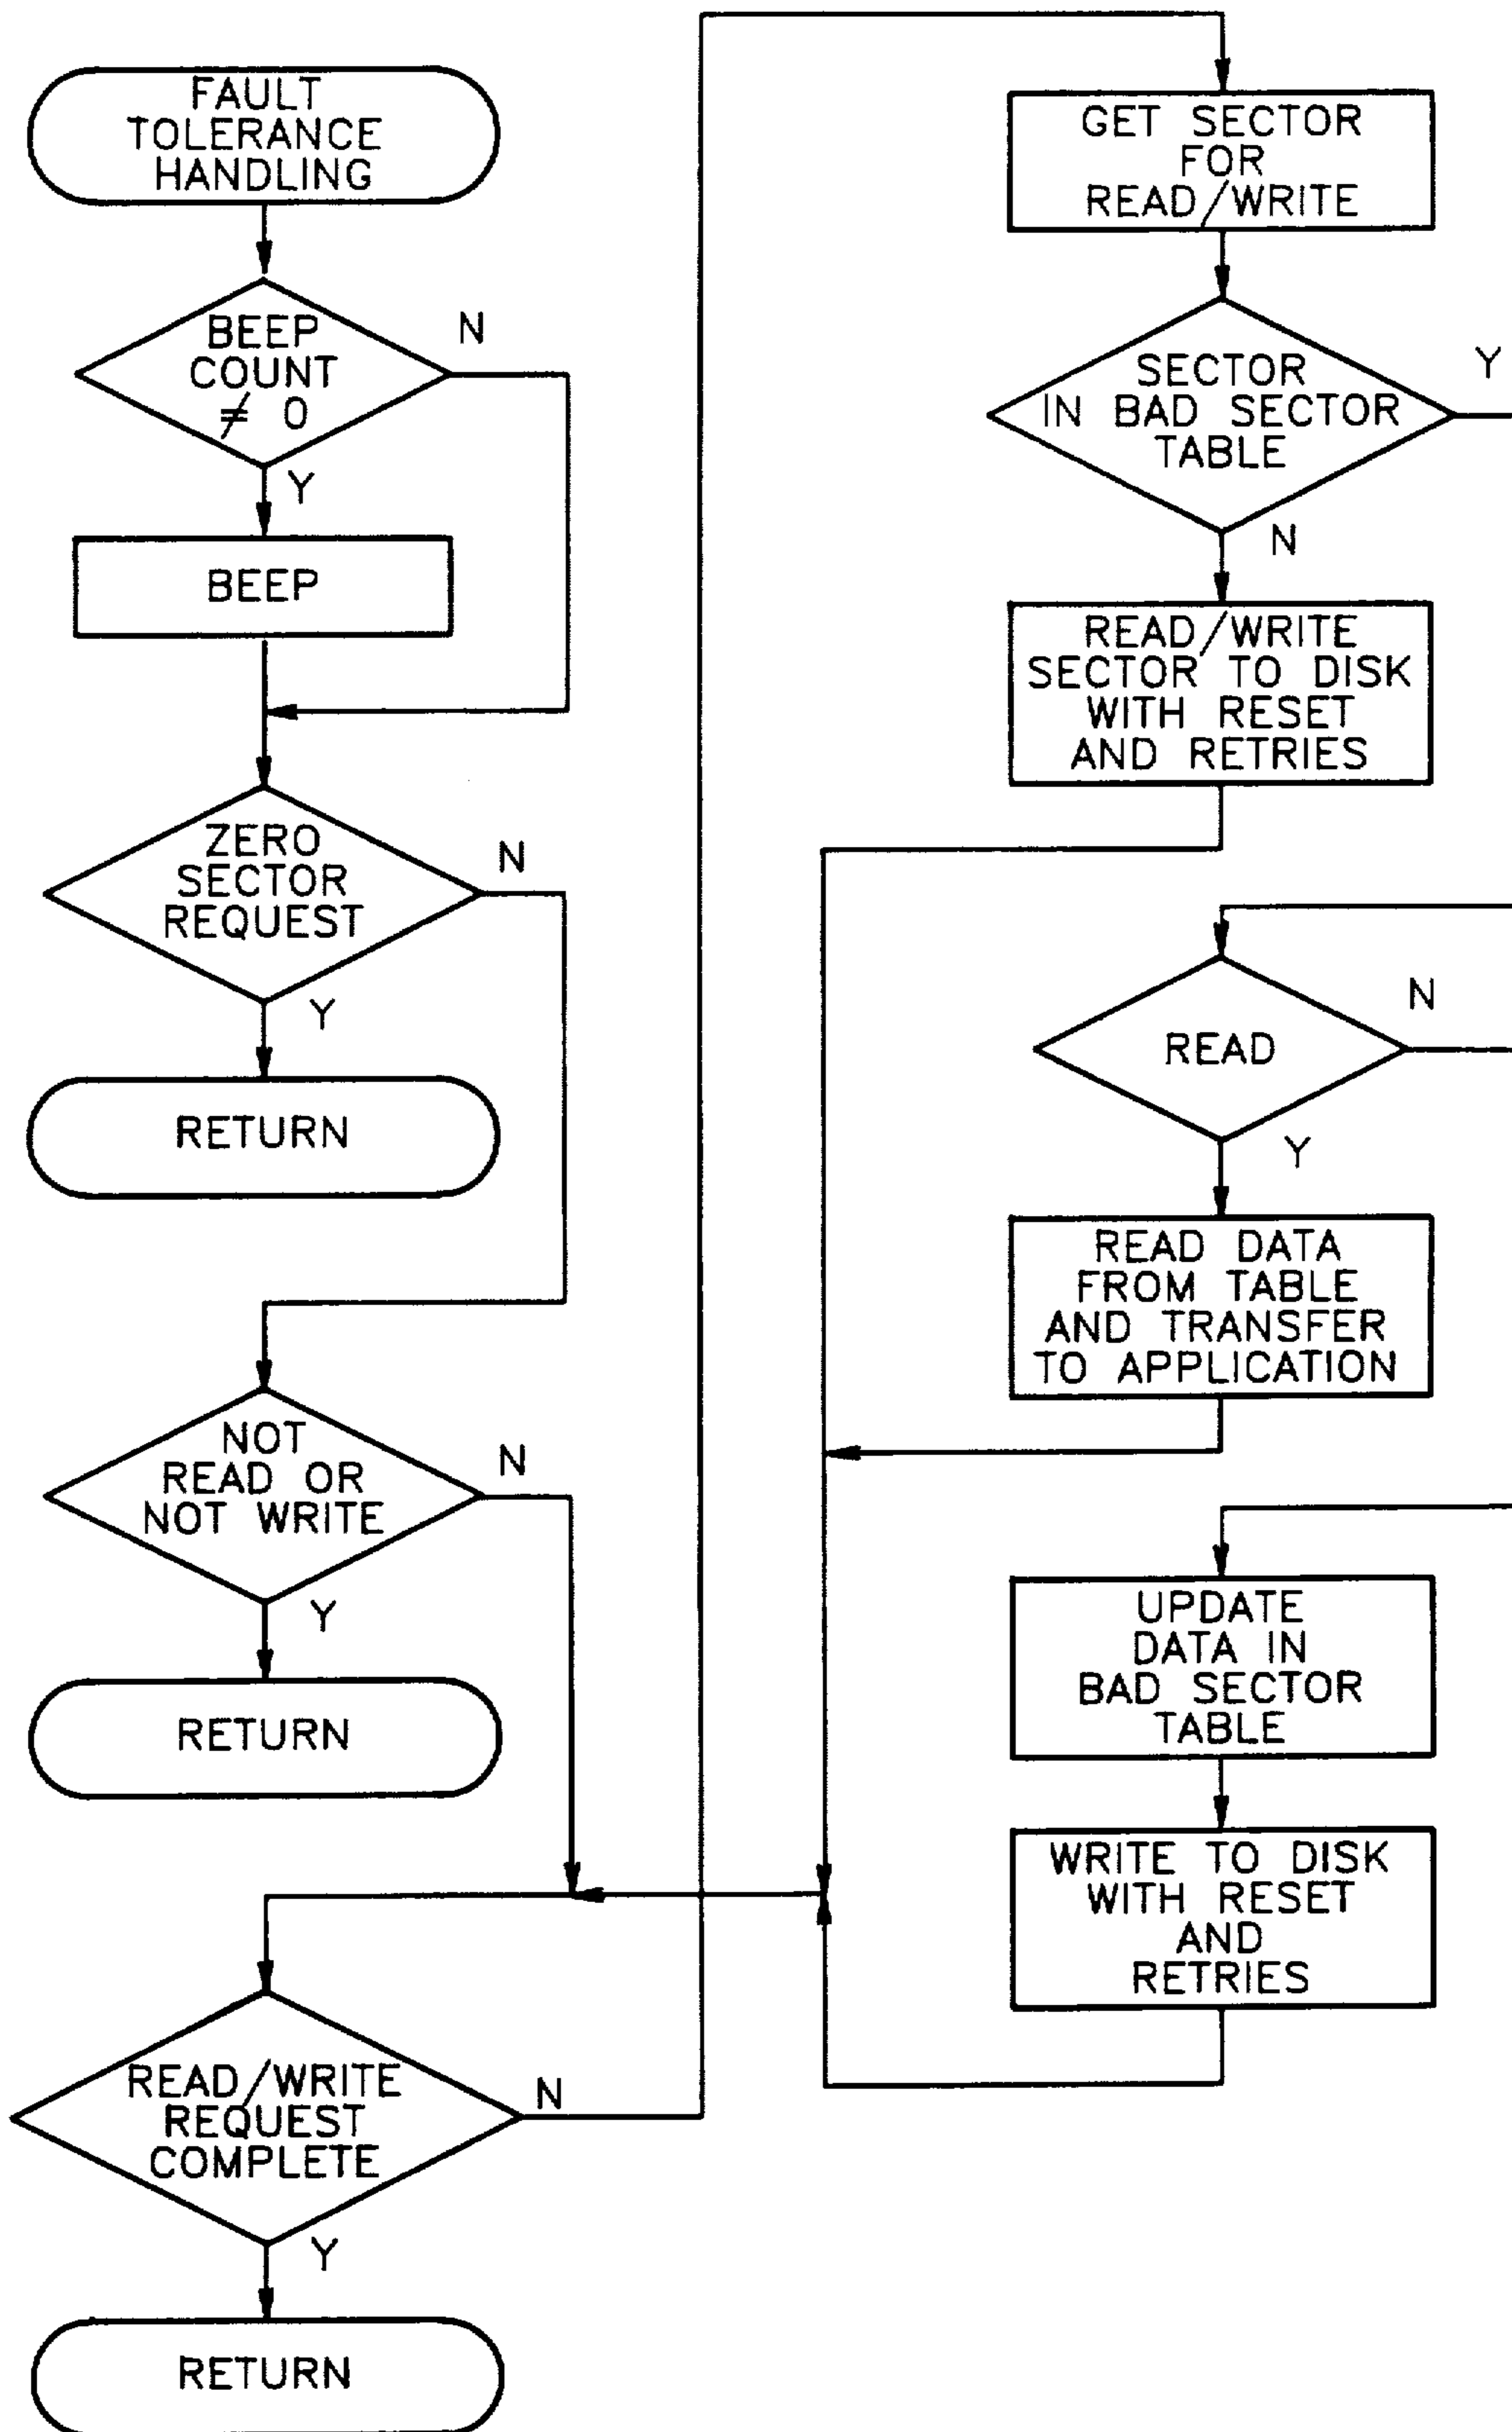 FAULT
TOLERANCE
HANDLING
BEEP
COUNT
≠ 0
N
Y
BEEP
ZERO
SECTOR
REQUEST
N
Y
RETURN
NOT
READ OR
NOT WRITE
N
Y
RETURN
READ/WRITE
REQUEST
COMPLETE
N
Y
RETURN
GET SECTOR
FOR
READ/WRITE
SECTOR
IN BAD SECTOR
TABLE
Y
N
READ/WRITE
SECTOR TO DISK
WITH RESET
AND RETRIES
READ
N
Y
READ DATA
FROM TABLE
AND TRANSFER
TO APPLICATION
UPDATE
DATA IN
BAD SECTOR
TABLE
WRITE TO DISK
WITH RESET
AND
RETRIES